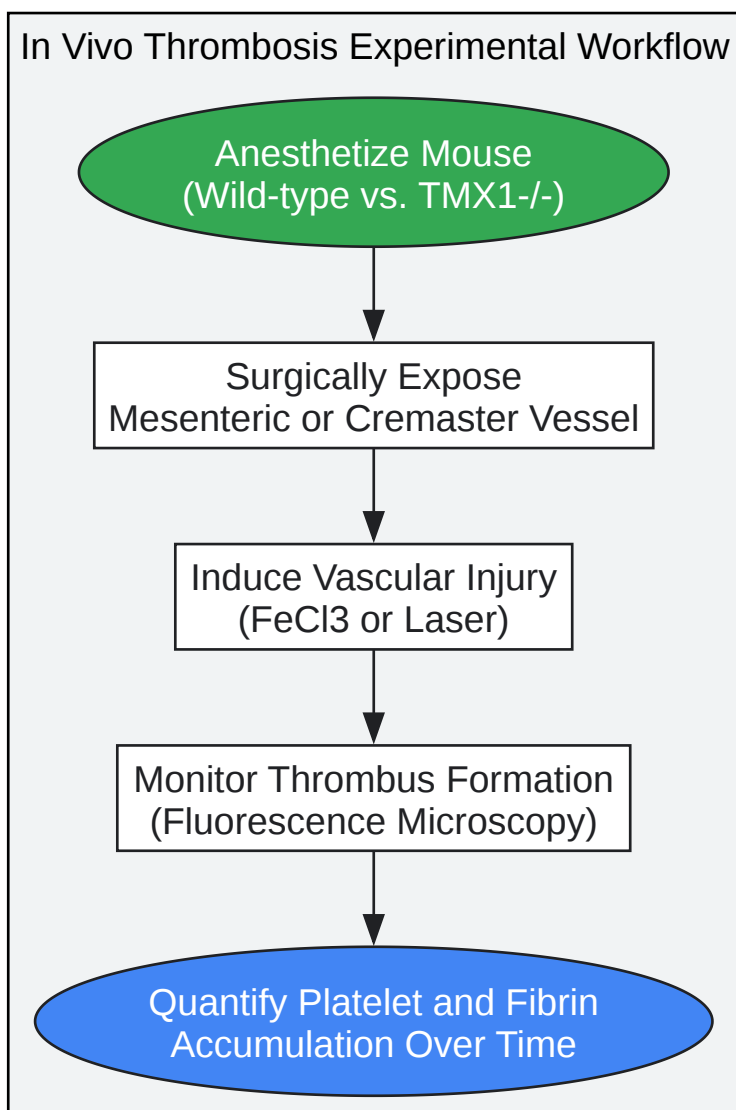 In Vivo Thrombosis Experimental Workflow
Anesthetize Mouse
(Wild-type vs. TMX1-/-)
Surgically Expose
Mesenteric or Cremaster Vessel
Induce Vascular Injury
(FeCl3 or Laser)
Monitor Thrombus Formation
(Fluorescence Microscopy)
Quantify Platelet and Fibrin
Accumulation Over Time